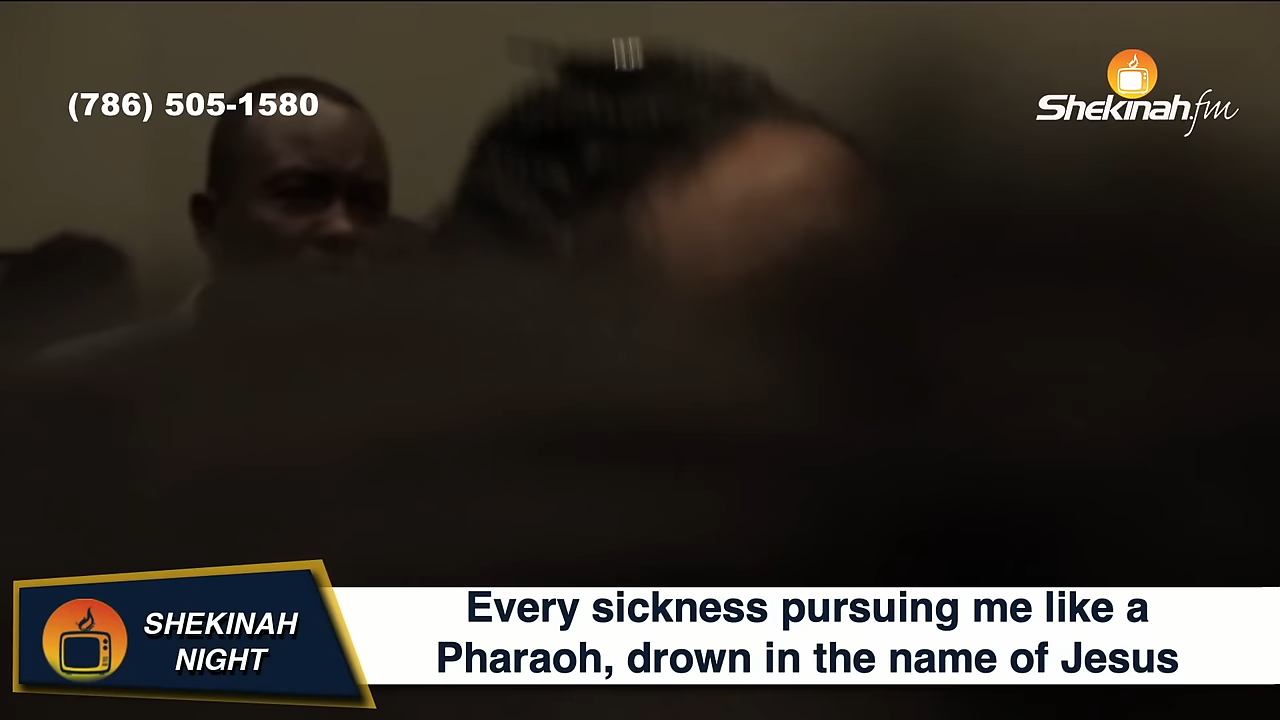 (786) 505-1580
Shekinah.fm
SHEKINAH
NIGHT
Every sickness pursuing me like a
Pharaoh, drown in the name of Jesus